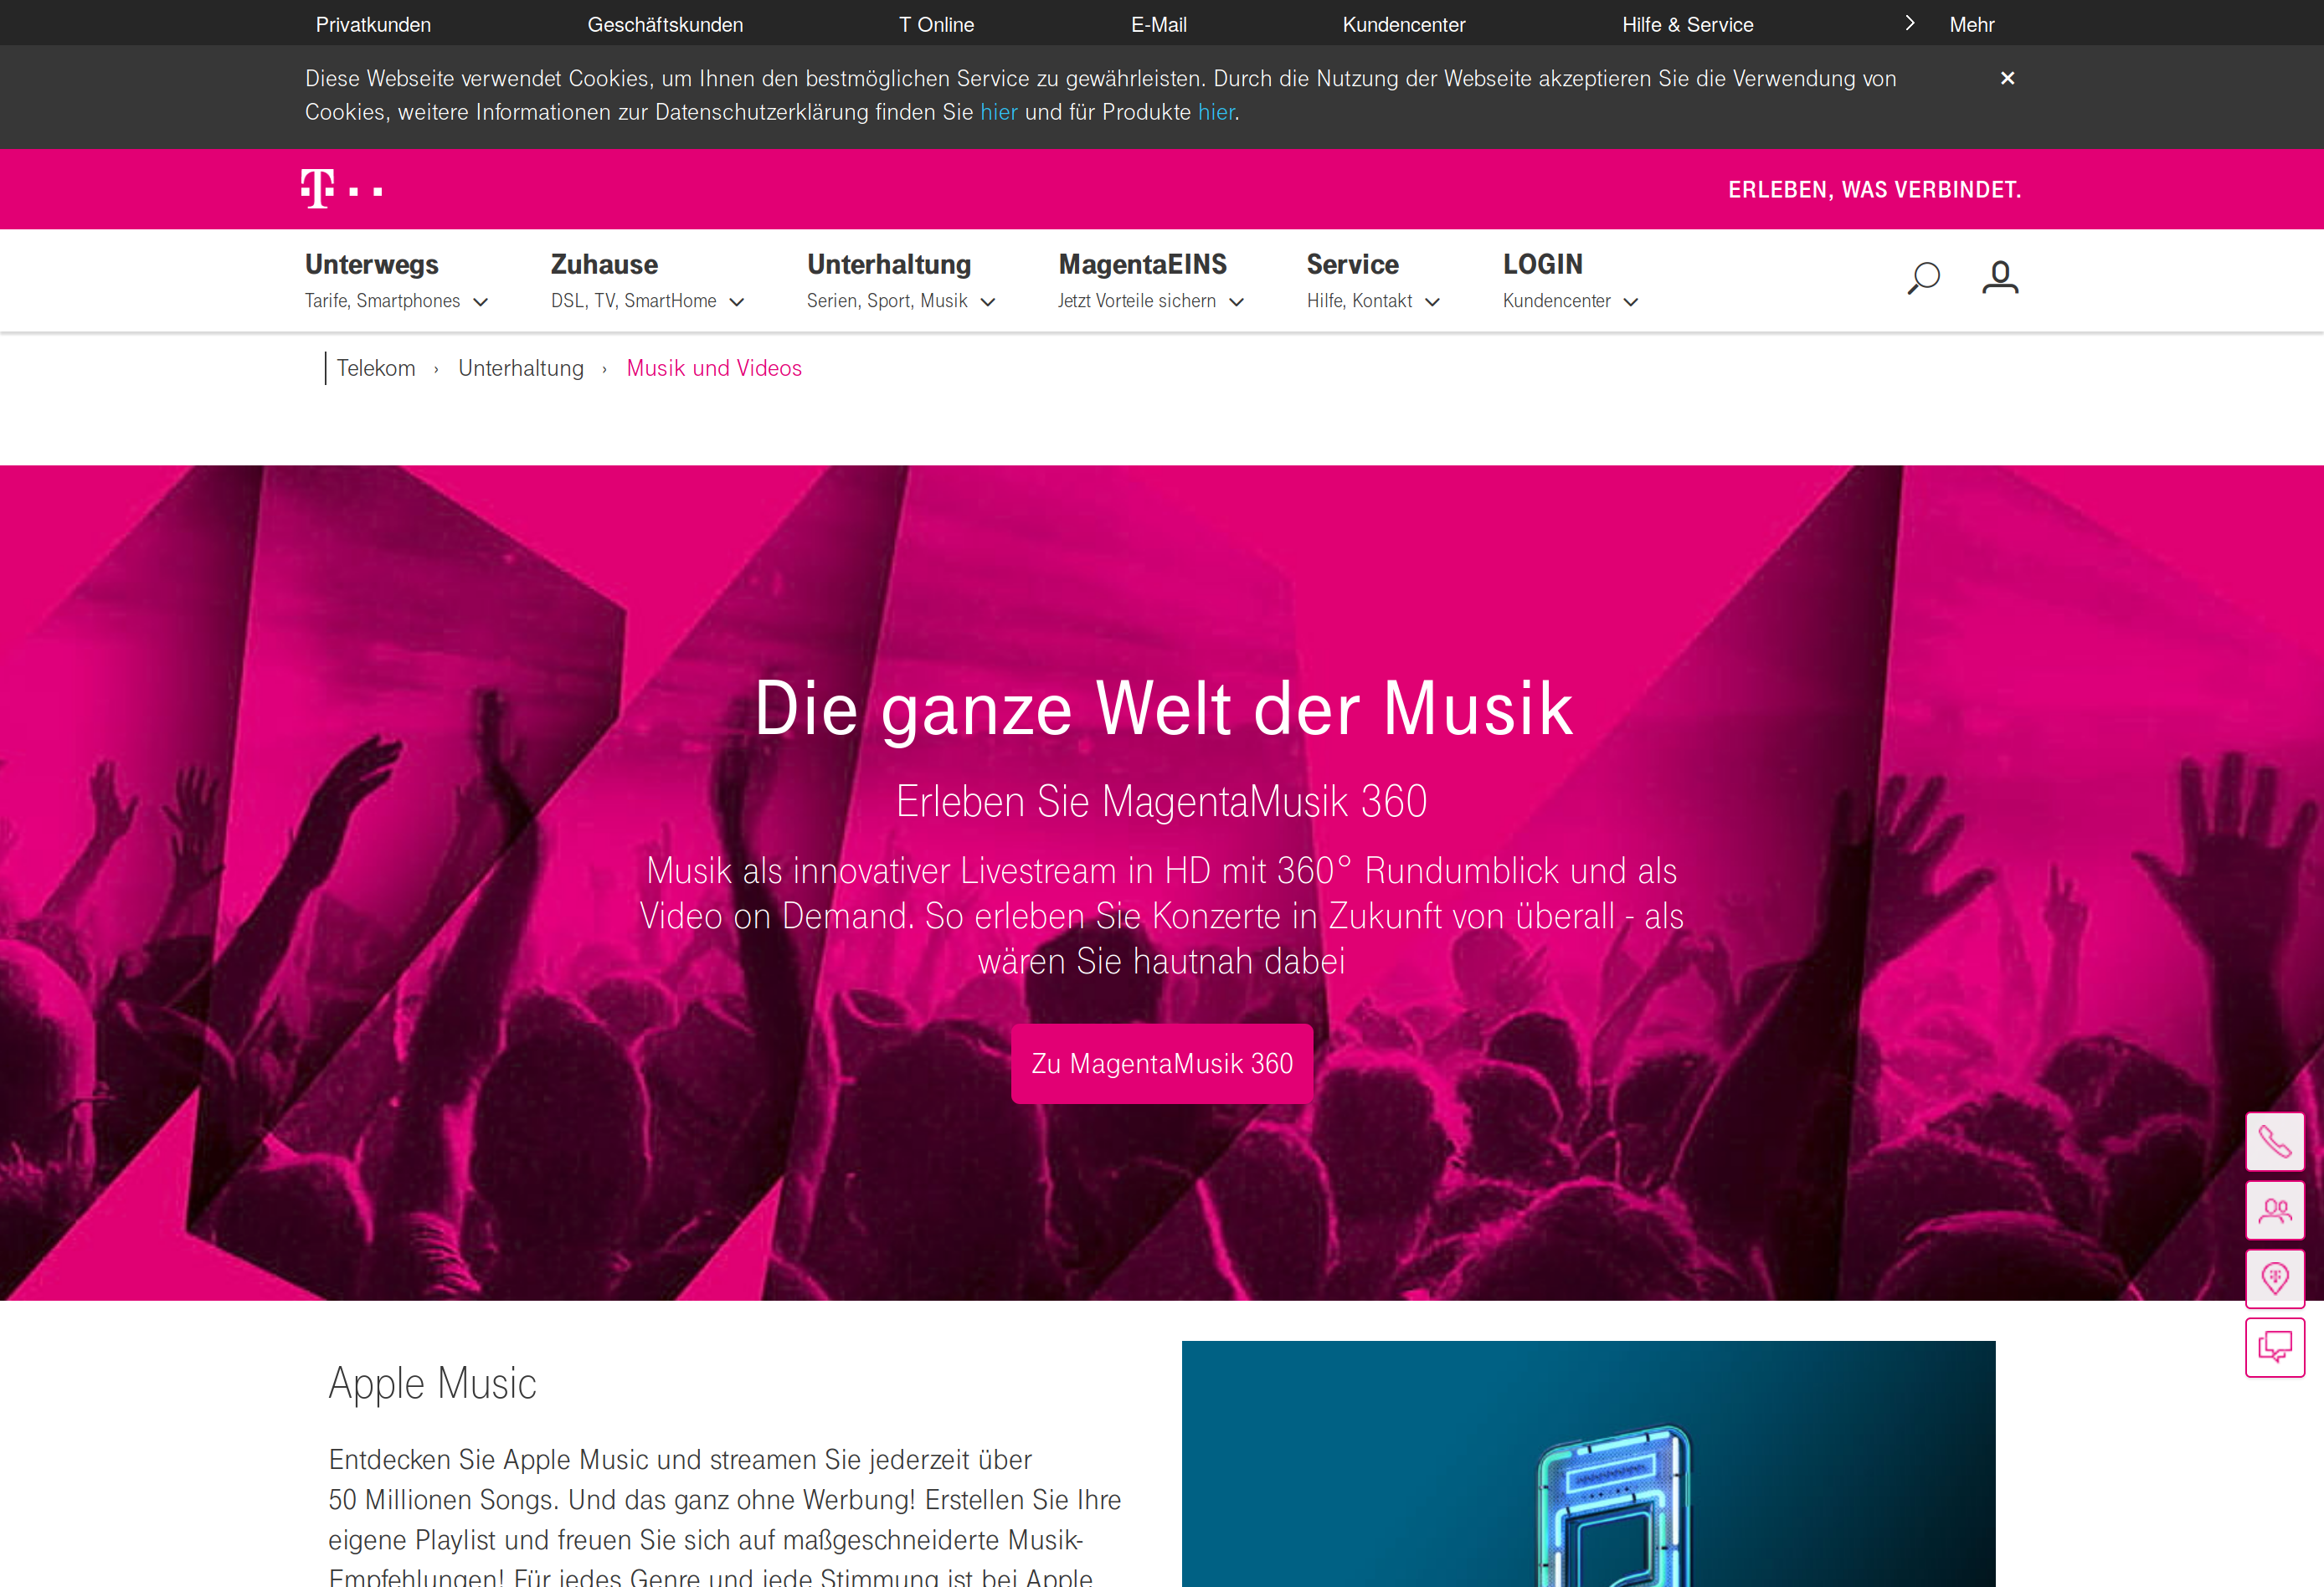 Privatkunden Geschäftskunden T Online E-Mail Kundencenter Hilfe & Service Mehr
Diese Webseite verwendet Cookies, um Ihnen den bestmöglichen Service zu gewährleisten. Durch die Nutzung der Webseite akzeptieren Sie die Verwendung von
Cookies, weitere Informationen zur Datenschutzerklärung finden Sie hier und für Produkte hier.
T
ERLEBEN, WAS VERBINDET.
Unterwegs Zuhause Unterhaltung MagentaEINS Service LOGIN
Tarife, Smartphones DSL, TV, SmartHome Serien, Sport, Musik Jetzt Vorteile sichern Hilfe, Kontakt Kundencenter
Telekom › Unterhaltung › Musik und Videos
Die ganze Welt der Musik
Erleben Sie MagentaMusik 360
Musik als innovativer Livestream in HD mit 360° Rundumblick und als
Video on Demand. So erleben Sie Konzerte in Zukunft von überall - als
wären Sie hautnah dabei
Zu MagentaMusik 360
Apple Music
Entdecken Sie Apple Music und streamen Sie jederzeit über
50 Millionen Songs. Und das ganz ohne Werbung! Erstellen Sie Ihre
eigene Playlist und freuen Sie sich auf maßgeschneiderte Musik-
Empfehlungen! Für jedes Genre und jede Stimmung ist bei Apple